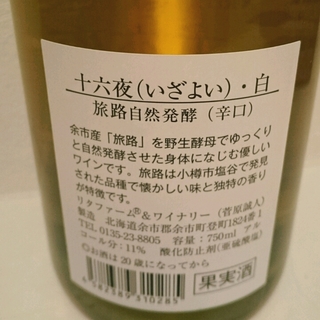 十六夜(いざよい)・白
旅路自然発酵(辛口)
余市産「旅路」を野生酵母でゆっくり
と自然発酵させた身体になじむ優しい
ワインです。旅路は小樽市塩谷で発見
された品種で懐かしい味と独特の香り
が特徴です。
リタファーム®&ワイナリー(菅原誠人)
製造 北海道余市郡余市町登町1824番1
TEL 0135-23-8805 容量:750ml アル
コール分:11% 酸化防止剤(亜硫酸塩)
◎お酒は20歳になってから
果実酒
4582589310285